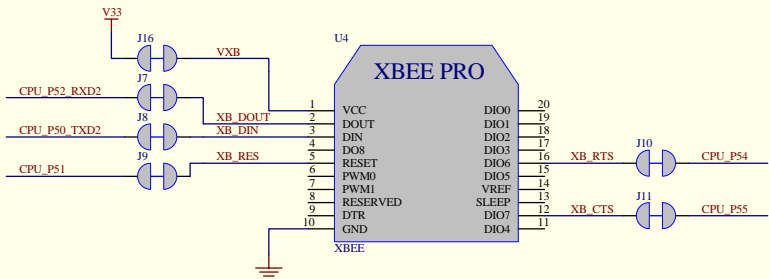 V33
J16
VXB
U4
XBEE PRO
J7
CPU_P52_RXD2
XB_DOUT
J8
CPU_P50_TXD2
XB_DIN
J9
CPU_P51
XB_RES
1 VCC DIO0 20
2 DOUT DIO1 19
3 DIN DIO2 18
4 DO8 DIO3 17
5 RESET DIO6 16
6 PWM0 DIO5 15
7 PWM1 VREF 14
8 RESERVED SLEEP 13
9 DTR DIO7 12
10 GND DIO4 11
XBEE
XB_RTS
J10
CPU_P54
XB_CTS
J11
CPU_P55